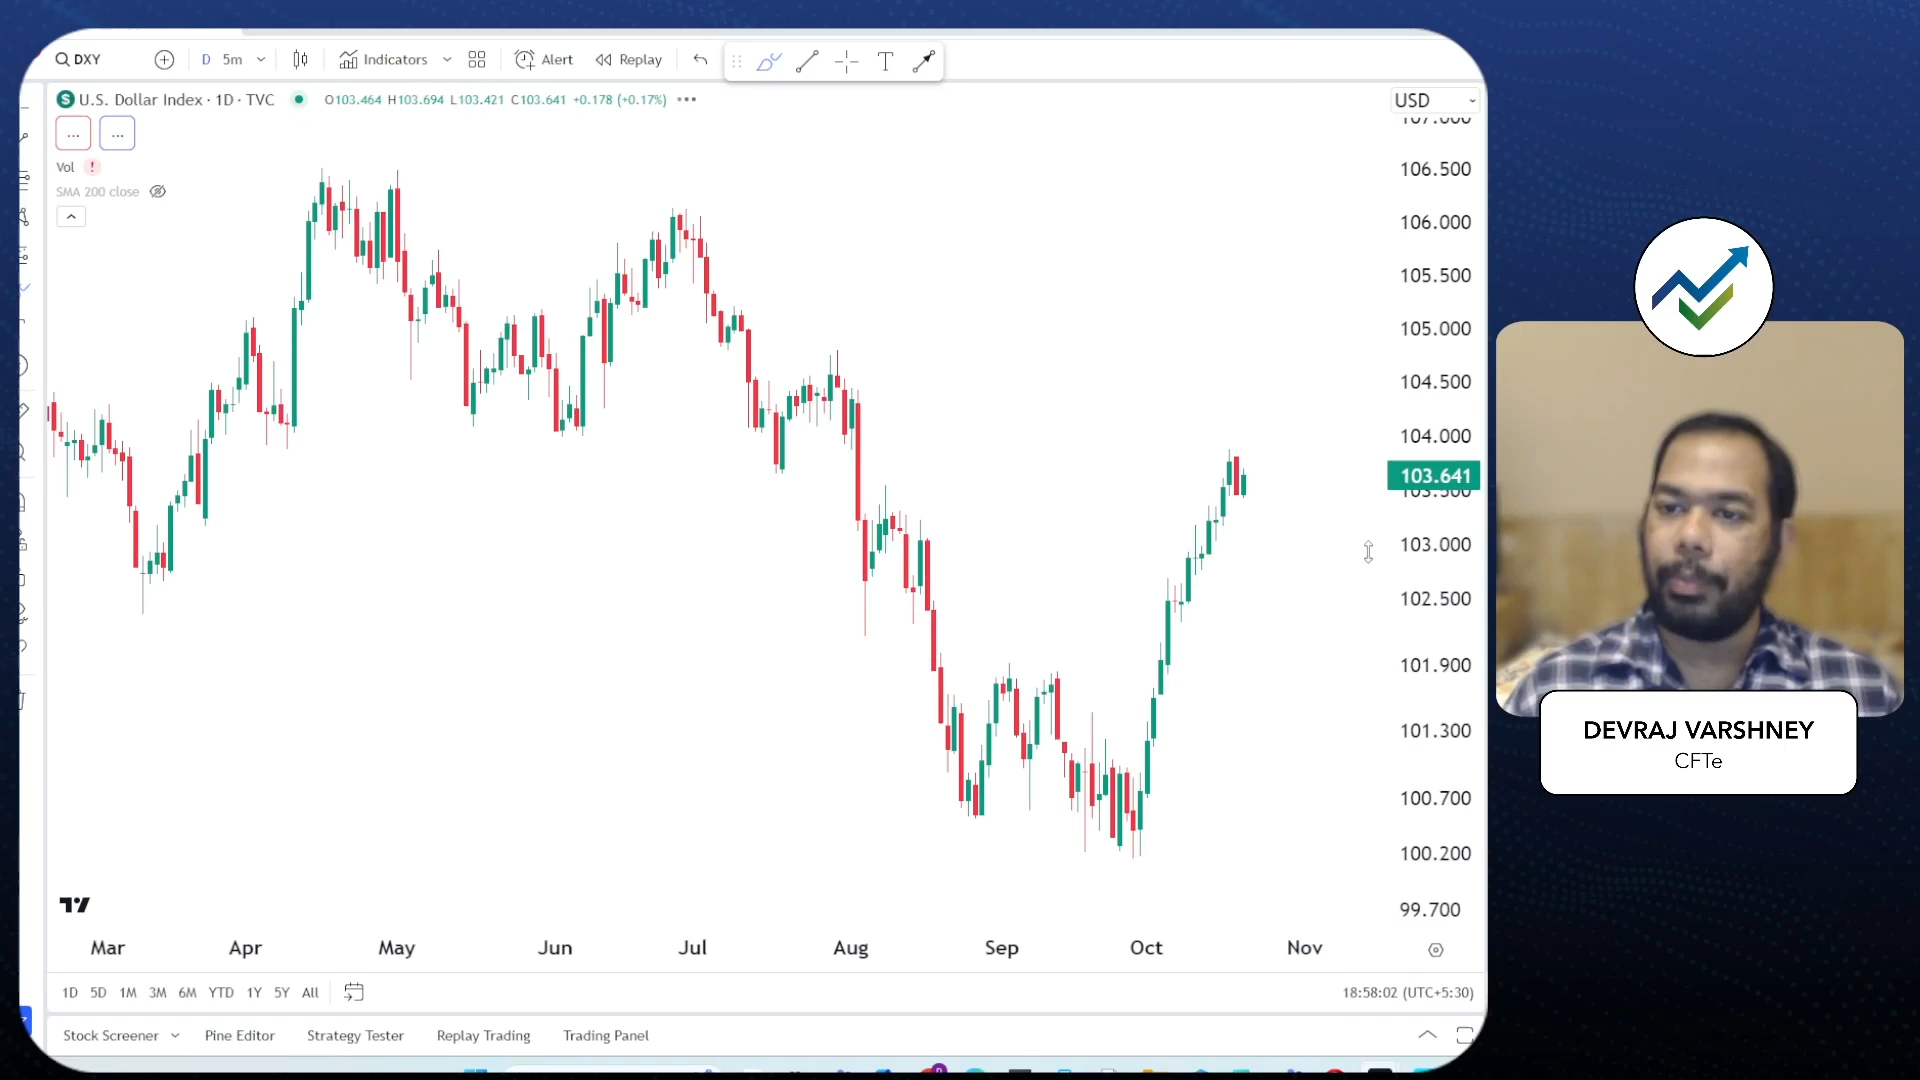 DXY
D 5m Indicators Alert Replay
U.S. Dollar Index · 1D · TVC O103.464 H103.694 L103.421 C103.641 +0.178 (+0.17%)
USD
107.000
Vol !
SMA 200 close
106.500
106.000
105.500
105.000
104.500
104.000
103.641
103.500
103.000
102.500
101.900
101.300
100.700
100.200
99.700
Mar Apr May Jun Jul Aug Sep Oct Nov
1D 5D 1M 3M 6M YTD 1Y 5Y All
18:58:02 (UTC+5:30)
Stock Screener Pine Editor Strategy Tester Replay Trading Trading Panel
DEVRAJ VARSHNEY
CFTe